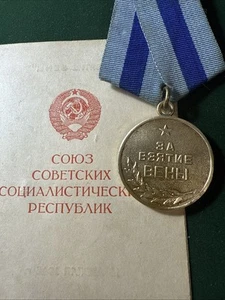 СОЮЗ
СОВЕТСКИХ
СОЦИАЛИСТИЧЕСК
РЕСПУБЛИК
ЗА
ВЗЯТИЕ
ВЕНЫ